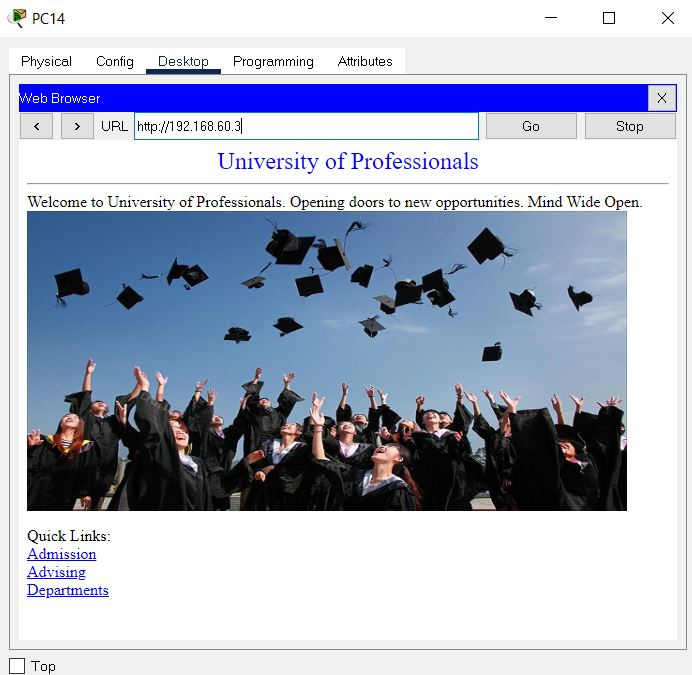 PC14
Physical Config Desktop Programming Attributes
Web Browser X
< > URL http://192.168.60.3 Go Stop
University of Professionals
Welcome to University of Professionals. Opening doors to new opportunities. Mind Wide Open.
Quick Links:
Admission
Advising
Departments
Top